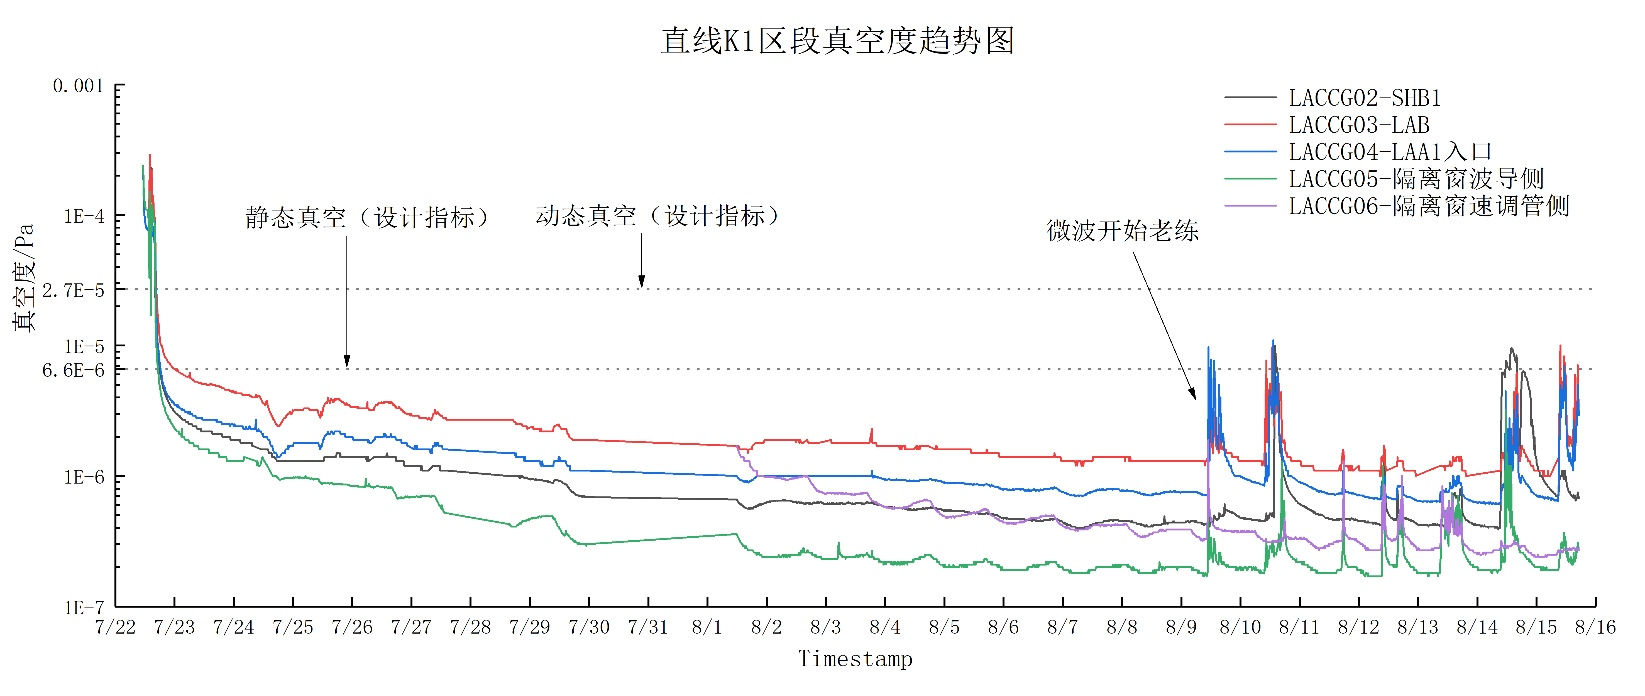 直线K1区段真空度趋势图
0.001
1E-4
2.7E-5
1E-5
6.6E-6
1E-6
1E-7
真空度/Pa
LACCG02-SHB1
LACCG03-LAB
LACCG04-LAA1入口
LACCG05-隔离窗波导侧
LACCG06-隔离窗速调管侧
静态真空（设计指标）
动态真空（设计指标）
微波开始老练
7/22 7/23 7/24 7/25 7/26 7/27 7/28 7/29 7/30 7/31 8/1 8/2 8/3 8/4 8/5 8/6 8/7 8/8 8/9 8/10 8/11 8/12 8/13 8/14 8/15 8/16
Timestamp